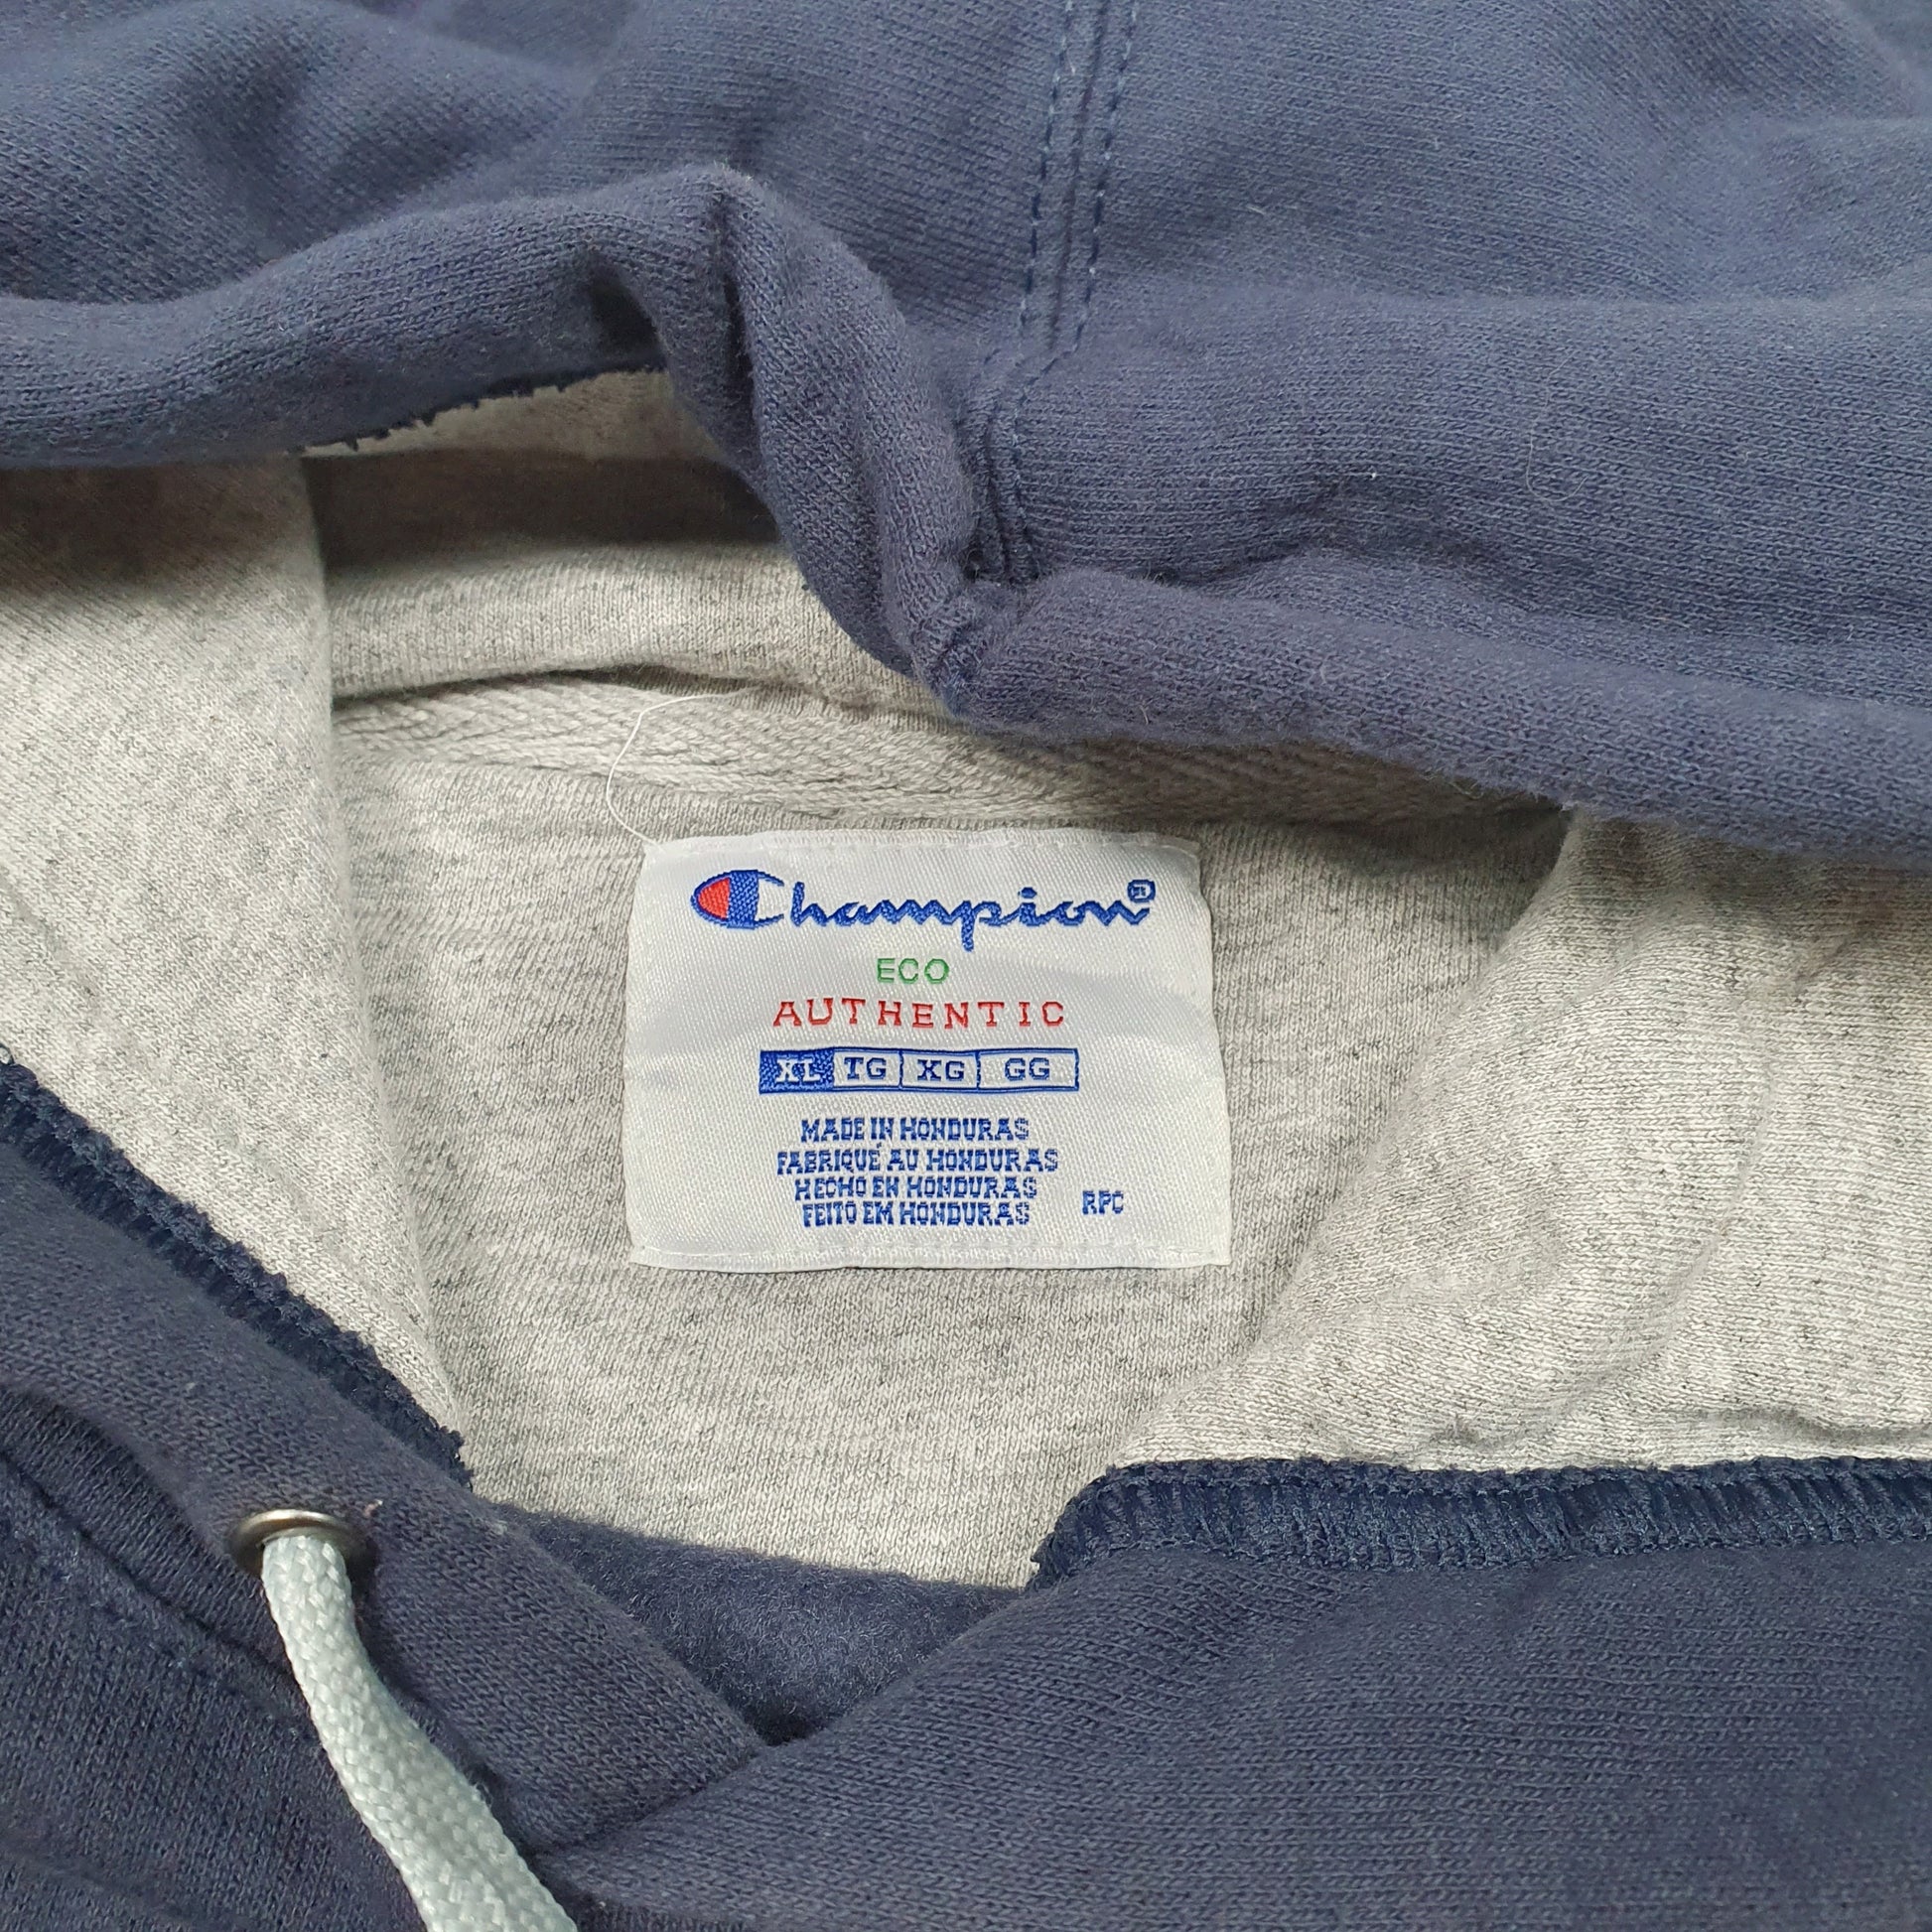 Champion®
ECO
AUTHENTIC
XL TG XG GG
MADE IN HONDURAS
FABRIQUÉ AU HONDURAS
HECHO EN HONDURAS
FEITO EM HONDURAS
RPC